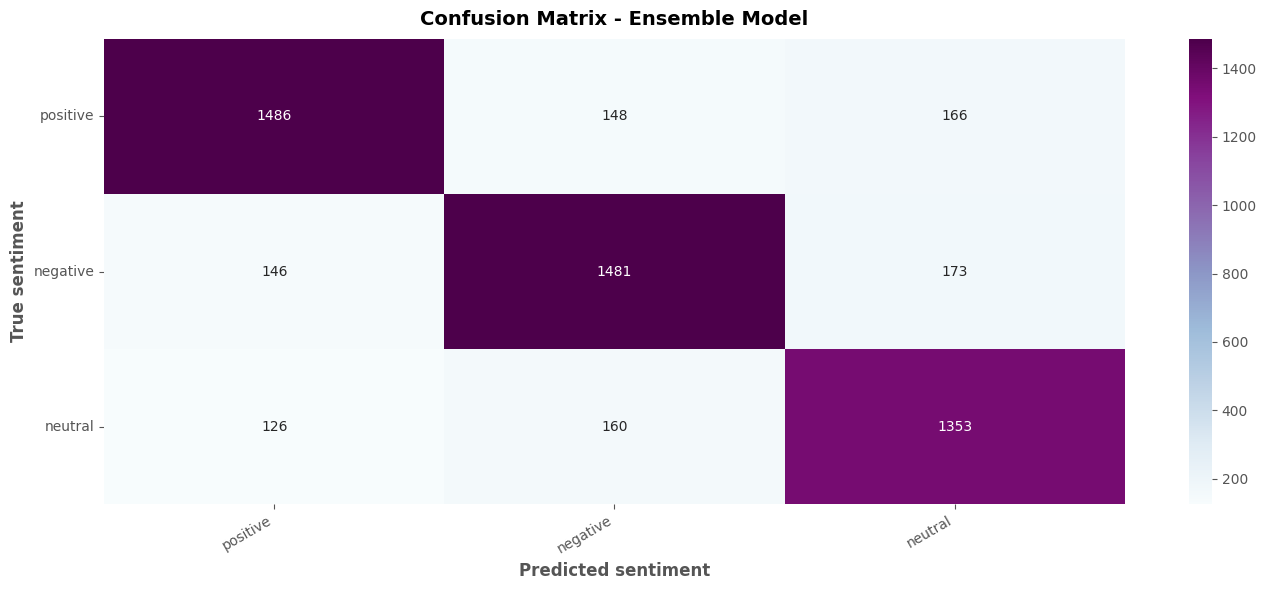 Confusion Matrix - Ensemble Model
positive 1486 148 166
negative 146 1481 173
neutral 126 160 1353
positive negative neutral
Predicted sentiment
True sentiment
1400
1200
1000
800
600
400
200